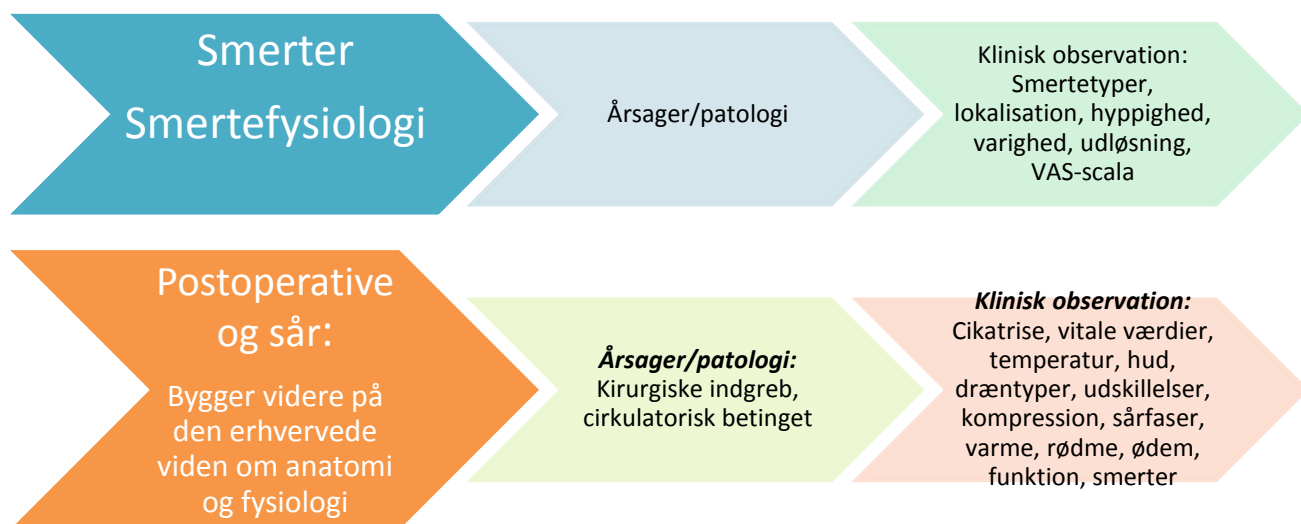 Smerter
Smertefysiologi
Årsager/patologi
Klinisk observation:
Smertetyper,
lokalisation, hyppighed,
varighed, udløsning,
VAS-scala
Postoperative
og sår:
Bygger videre på
den erhvervede
viden om anatomi
og fysiologi
Årsager/patologi:
Kirurgiske indgreb,
cirkulatorisk betinget
Klinisk observation:
Cikatrise, vitale værdier,
temperatur, hud,
dræntyper, udskillelser,
kompression, sårfaser,
varme, rødme, ødem,
funktion, smerter